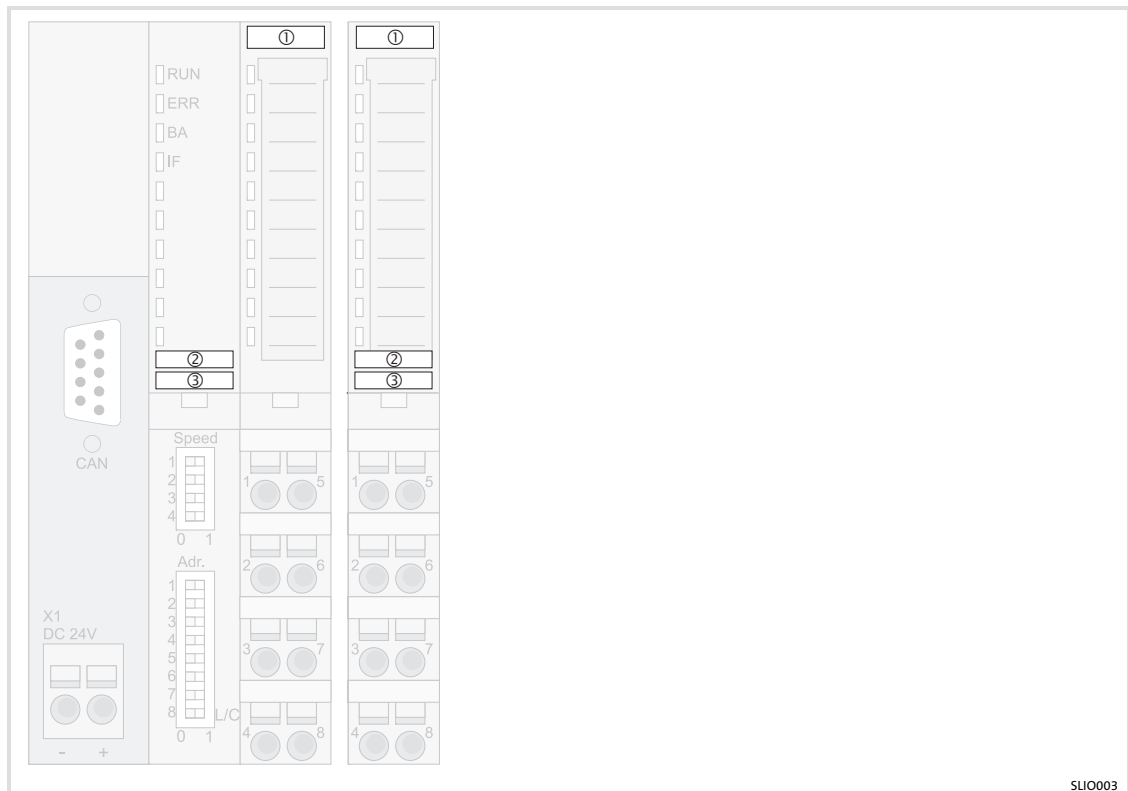 ① ①
RUN
ERR
BA
IF
② ②
③ ③
CAN
Speed
1
2
3
4
0 1
Adr.
1
2
3
4
5
6
7
8
L/C
0 1
X1
DC 24V
- +
1 5
2 6
3 7
4 8
1 5
2 6
3 7
4 8
SLIO003